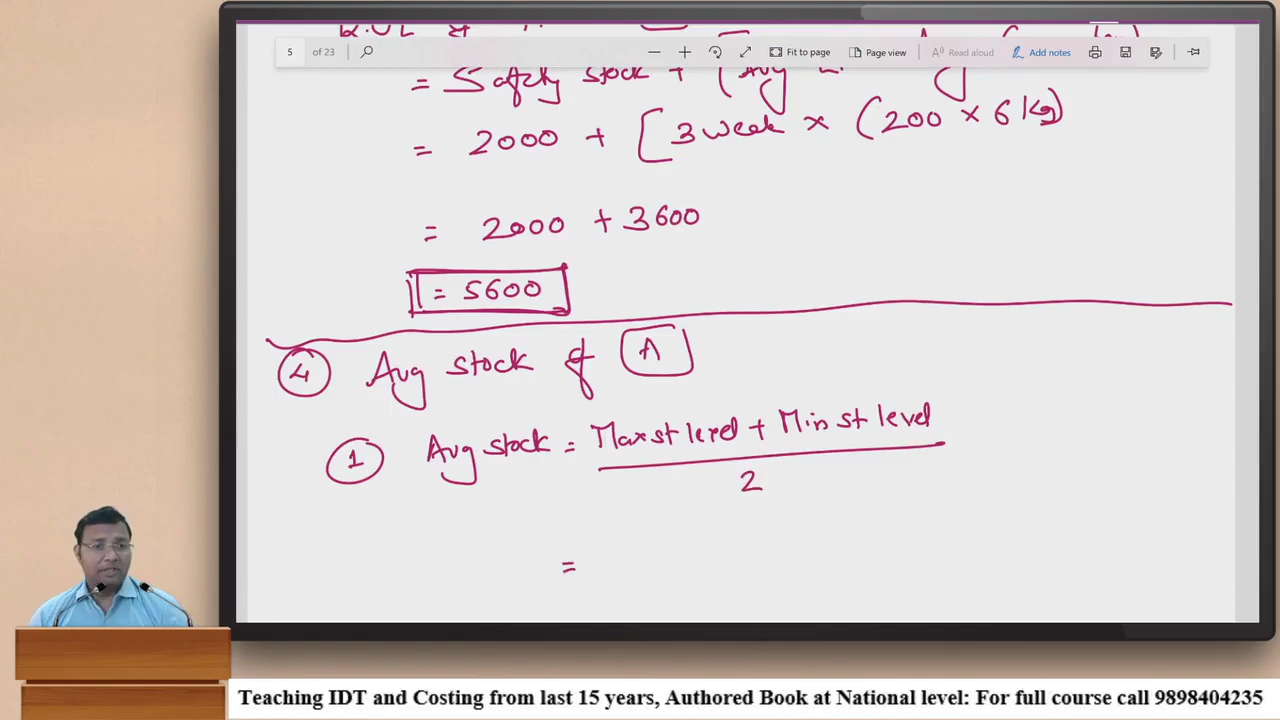 5 of 23 Fit to page Page view Read aloud Add notes
= Safety stock + [Avg
= 2000 + [3 week × (200 × 6 kg)
= 2000 + 3600
= 5600
4 Avg stock of A
1 Avg stock = Max st level + Min st level
2
=
Teaching IDT and Costing from last 15 years, Authored Book at National level: For full course call 9898404235